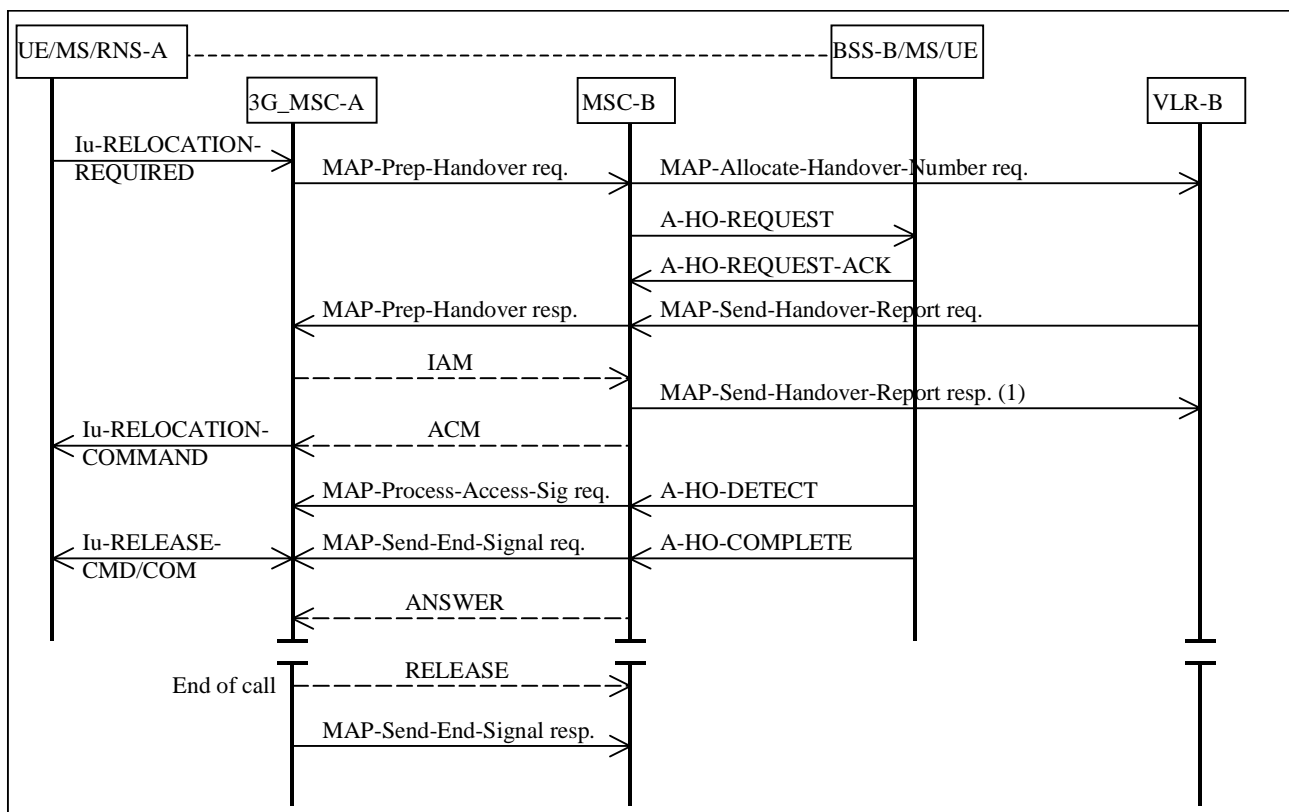 UE/MS/RNS-A
BSS-B/MS/UE
3G_MSC-A
MSC-B
VLR-B
Iu-RELOCATION-
REQUIRED
MAP-Prep-Handover req.
MAP-Allocate-Handover-Number req.
A-HO-REQUEST
A-HO-REQUEST-ACK
MAP-Prep-Handover resp.
MAP-Send-Handover-Report req.
IAM
MAP-Send-Handover-Report resp. (1)
Iu-RELOCATION-
COMMAND
ACM
MAP-Process-Access-Sig req.
A-HO-DETECT
Iu-RELEASE-
CMD/COM
MAP-Send-End-Signal req.
A-HO-COMPLETE
ANSWER
RELEASE
End of call
MAP-Send-End-Signal resp.